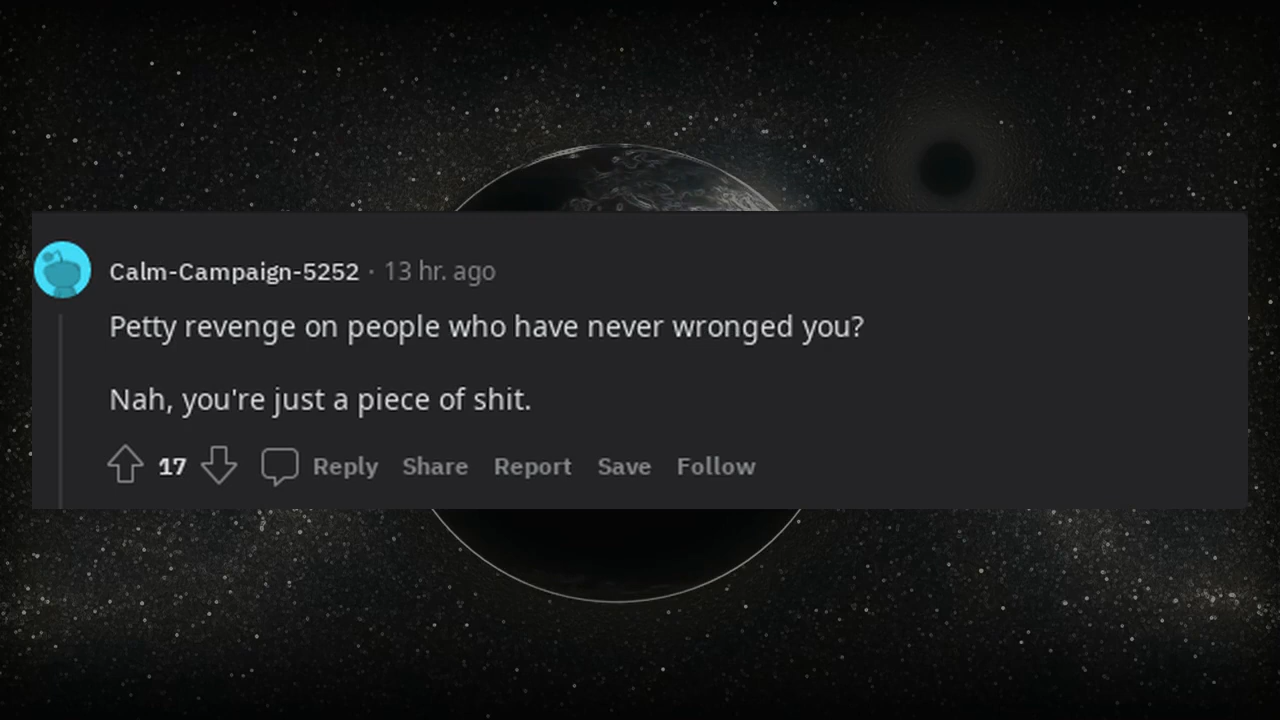 Calm-Campaign-5252 · 13 hr. ago
Petty revenge on people who have never wronged you?
Nah, you're just a piece of shit.
17 Reply Share Report Save Follow